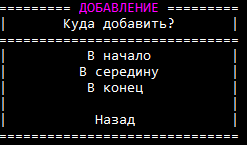 ДОБАВЛЕНИЕ
Куда добавить?
В начало
В середину
В конец
Назад